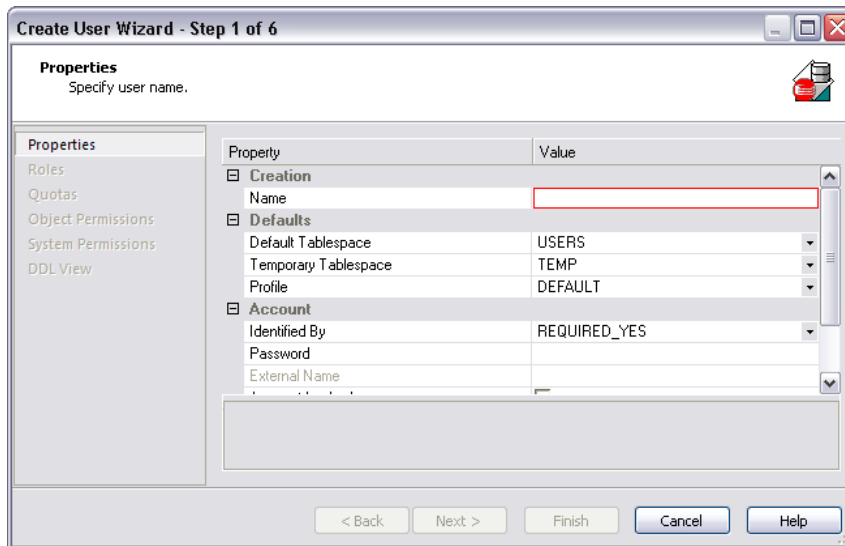 Create User Wizard - Step 1 of 6
Properties
Specify user name.
Properties
Roles
Quotas
Object Permissions
System Permissions
DDL View
Property Value
Creation
Name
Defaults
Default Tablespace USERS
Temporary Tablespace TEMP
Profile DEFAULT
Account
Identified By REQUIRED_YES
Password
External Name
< Back Next > Finish Cancel Help